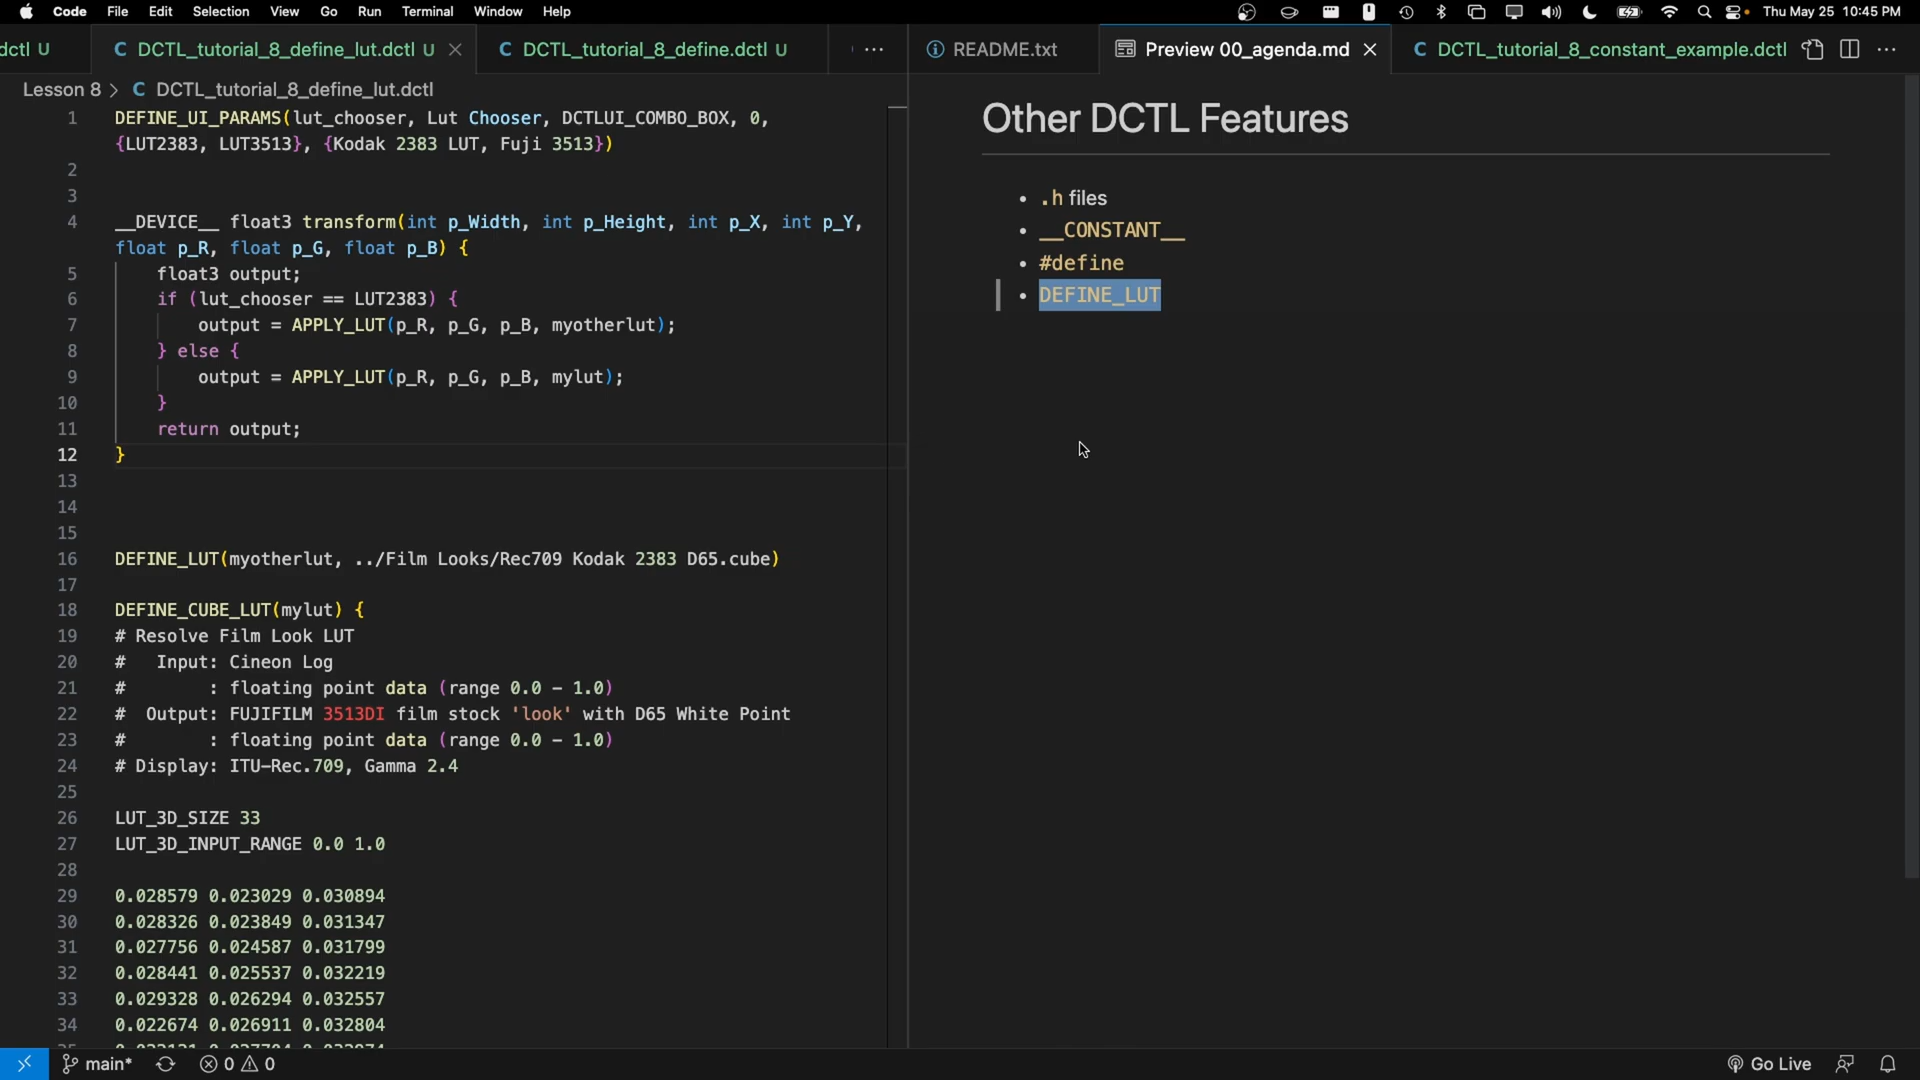 Code File Edit Selection View Go Run Terminal Window Help Thu May 25 10:45 PM
dctl U C DCTL_tutorial_8_define_lut.dctl U C DCTL_tutorial_8_define.dctl U ··· README.txt Preview 00_agenda.md C DCTL_tutorial_8_constant_example.dctl ···
Lesson 8 > C DCTL_tutorial_8_define_lut.dctl
1 DEFINE_UI_PARAMS(lut_chooser, Lut Chooser, DCTLUI_COMBO_BOX, 0,
{LUT2383, LUT3513}, {Kodak 2383 LUT, Fuji 3513})
2
3
4 __DEVICE__ float3 transform(int p_Width, int p_Height, int p_X, int p_Y,
float p_R, float p_G, float p_B) {
5 float3 output;
6 if (lut_chooser == LUT2383) {
7 output = APPLY_LUT(p_R, p_G, p_B, myotherlut);
8 } else {
9 output = APPLY_LUT(p_R, p_G, p_B, mylut);
10 }
11 return output;
12 }
13
14
15
16 DEFINE_LUT(myotherlut, ../Film Looks/Rec709 Kodak 2383 D65.cube)
17
18 DEFINE_CUBE_LUT(mylut) {
19 # Resolve Film Look LUT
20 #   Input: Cineon Log
21 #        : floating point data (range 0.0 - 1.0)
22 #  Output: FUJIFILM 3513DI film stock 'look' with D65 White Point
23 #        : floating point data (range 0.0 - 1.0)
24 # Display: ITU-Rec.709, Gamma 2.4
25
26 LUT_3D_SIZE 33
27 LUT_3D_INPUT_RANGE 0.0 1.0
28
29 0.028579 0.023029 0.030894
30 0.028326 0.023849 0.031347
31 0.027756 0.024587 0.031799
32 0.028441 0.025537 0.032219
33 0.029328 0.026294 0.032557
34 0.022674 0.026911 0.032804
Other DCTL Features
• .h files
• __CONSTANT__
• #define
• DEFINE_LUT
main* 0 0 Go Live